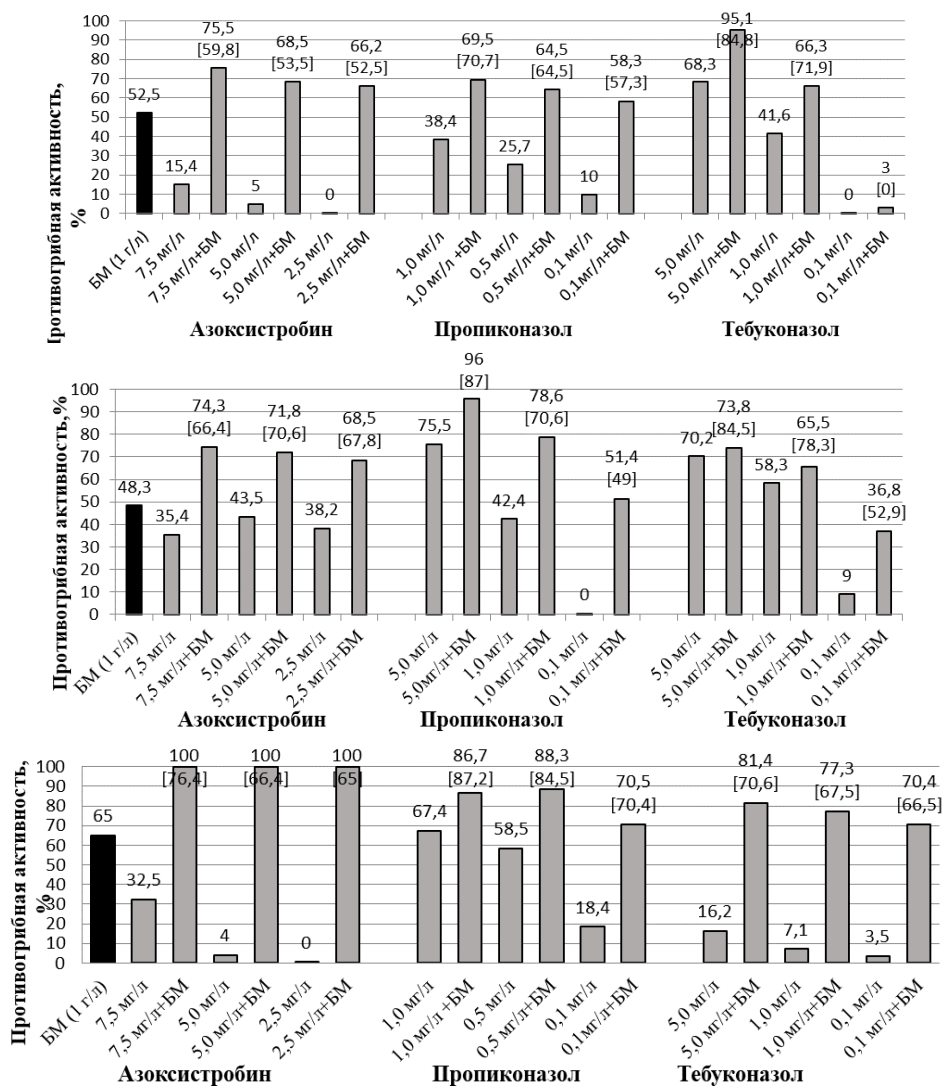 ротивогрибная активность, %
100
90
80
70
60
50
40
30
20
10
0
52,5
15,4
75,5
[59,8]
5
68,5
[53,5]
0
66,2
[52,5]
38,4
69,5
[70,7]
25,7
64,5
[64,5]
10
58,3
[57,3]
68,3
95,1
[84,8]
41,6
66,3
[71,9]
0
3
[0]
БМ (1 г/л)
7,5 мг/л
7,5 мг/л+БМ
5,0 мг/л
5,0 мг/л+БМ
2,5 мг/л
2,5 мг/л+БМ
1,0 мг/л
1,0 мг/л +БМ
0,5 мг/л
0,5 мг/л+БМ
0,1 мг/л
0,1мг/л+БМ
5,0 мг/л
5,0 мг/л+БМ
1,0 мг/л
1,0 мг/л+БМ
0,1 мг/л
0,1 мг/л+БМ
Азоксистробин
Пропиконазол
Тебуконазол
Противогрибная активность,%
100
90
80
70
60
50
40
30
20
10
0
48,3
35,4
74,3
[66,4]
43,5
71,8
[70,6]
38,2
68,5
[67,8]
75,5
96
[87]
42,4
78,6
[70,6]
0
51,4
[49]
70,2
73,8
[84,5]
58,3
65,5
[78,3]
9
36,8
[52,9]
БМ (1 г/л)
7,5 мг/л
7,5 мг/л+БМ
5,0 мг/л
5,0 мг/л+БМ
2,5 мг/л
2,5 мг/л+БМ
5,0 мг/л
5,0мг/л+БМ
1,0 мг/л
1,0мг/л+БМ
0,1 мг/л
0,1 мг/л+БМ
5,0 мг/л
5,0 мг/л+БМ
1,0 мг/л
1,0 мг/л+БМ
0,1 мг/л
0,1 мг/л+БМ
Азоксистробин
Пропиконазол
Тебуконазол
Противогрибная активность, %
100
90
80
70
60
50
40
30
20
10
0
65
32,5
100
[76,4]
4
100
[66,4]
0
100
[65]
67,4
86,7
[87,2]
58,5
88,3
[84,5]
18,4
70,5
[70,4]
16,2
81,4
[70,6]
7,1
77,3
[67,5]
3,5
70,4
[66,5]
БМ (1 г/л)
7,5 мг/л
7,5 мг/л+БМ
5,0 мг/л
5,0 мг/л+БМ
2,5 мг/л
2,5 мг/л+БМ
1,0 мг/л
1,0 мг/л+БМ
0,5 мг/л
0,5 мг/л+БМ
0,1 мг/л
0,1мг/л+БМ
5,0 мг/л
5,0 мг/л+БМ
1,0 мг/л
1,0 мг/л+БМ
0,1 мг/л
0,1 мг/л+БМ
Азоксистробин
Пропиконазол
Тебуконазол